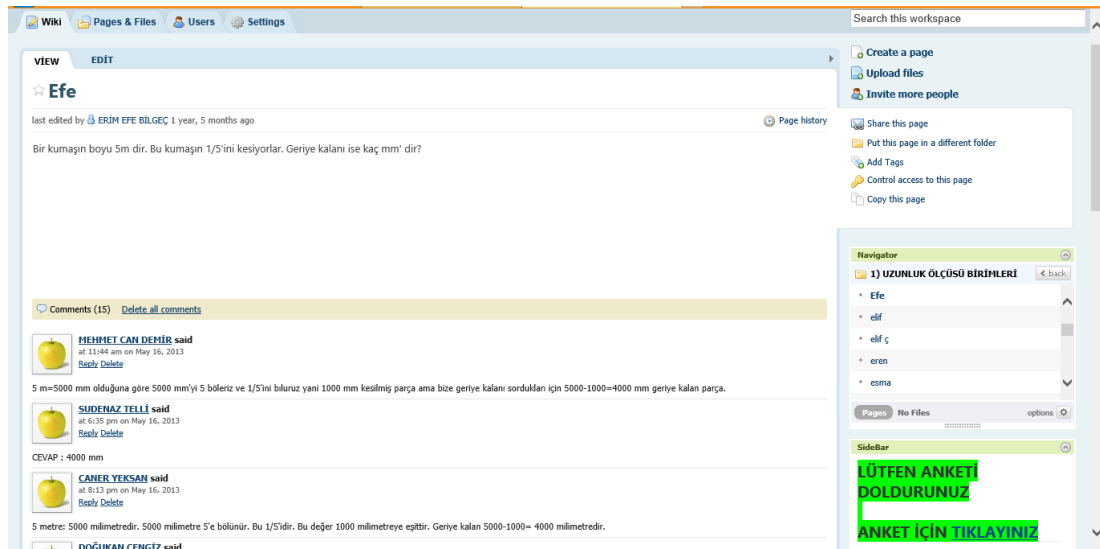 Wiki
Pages & Files
Users
Settings
Search this workspace
VİEW
EDİT
Efe
last edited by ERİM EFE BİLGEÇ 1 year, 5 months ago
Page history
Bir kumaşın boyu 5m dir. Bu kumaşın 1/5'ini kesiyorlar. Geriye kalanı ise kaç mm' dir?
Comments (15) Delete all comments
MEHMET CAN DEMİR said
at 11:44 am on May 16, 2013
Reply Delete
5 m=5000 mm olduğuna göre 5000 mm'yi 5 böleriz ve 1/5'ini bıluruz yani 1000 mm kesilmiş parça ama bize geriye kalanı sordukları için 5000-1000=4000 mm geriye kalan parça.
SUDENAZ TELLİ said
at 6:35 pm on May 16, 2013
Reply Delete
CEVAP : 4000 mm
CANER YEKSAN said
at 8:13 pm on May 16, 2013
Reply Delete
5 metre: 5000 milimetredir. 5000 milimetre 5'e bölünür. Bu 1/5'idir. Bu değer 1000 milimetreye eşittir. Geriye kalan 5000-1000= 4000 milimetredir.
DOĞUKAN CENGİZ said
Create a page
Upload files
Invite more people
Share this page
Put this page in a different folder
Add Tags
Control access to this page
Copy this page
Navigator
1) UZUNLUK ÖLÇÜSÜ BİRİMLERİ
back
Efe
elif
elif ç
eren
esma
Pages No Files
options
SideBar
LÜTFEN ANKETİ
DOLDURUNUZ
ANKET İÇİN TIKLAYINIZ